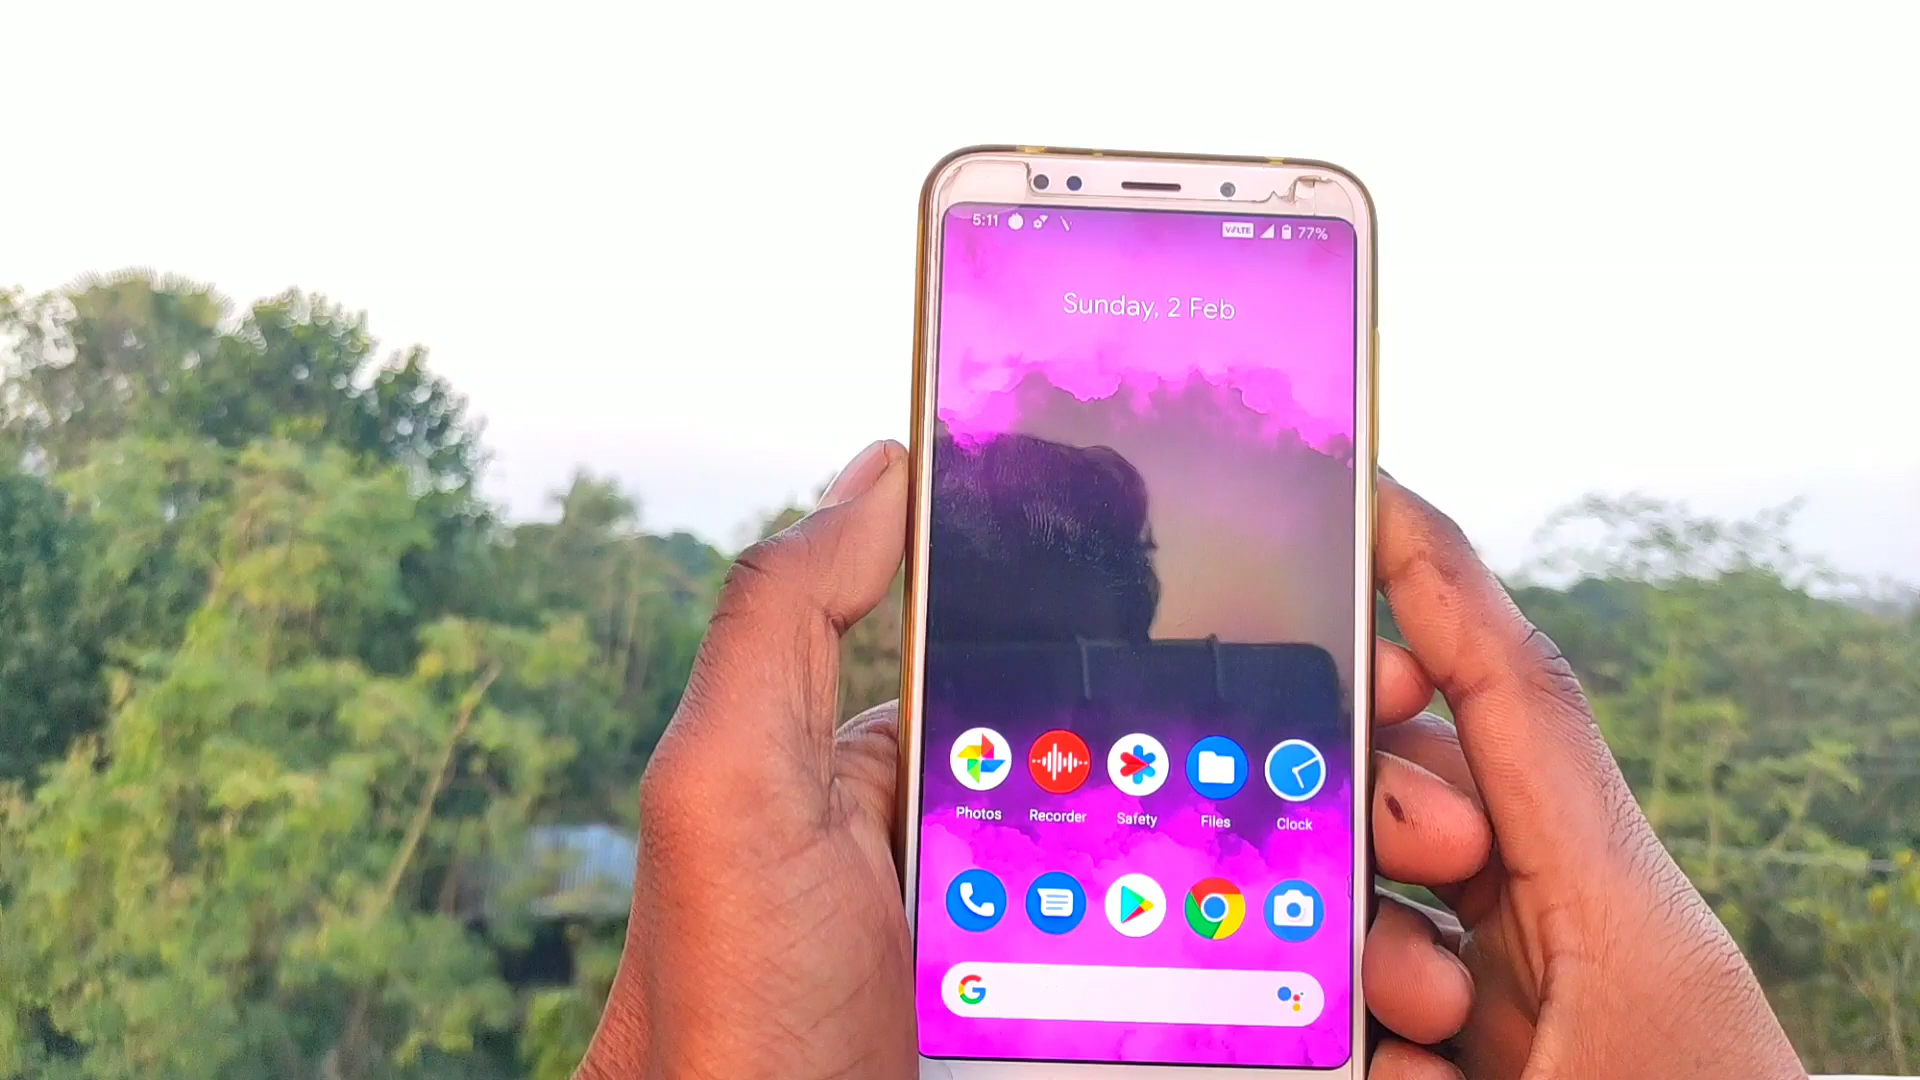 5:11 VoLTE 77%
Sunday, 2 Feb
Photos Recorder Safety Files Clock
G